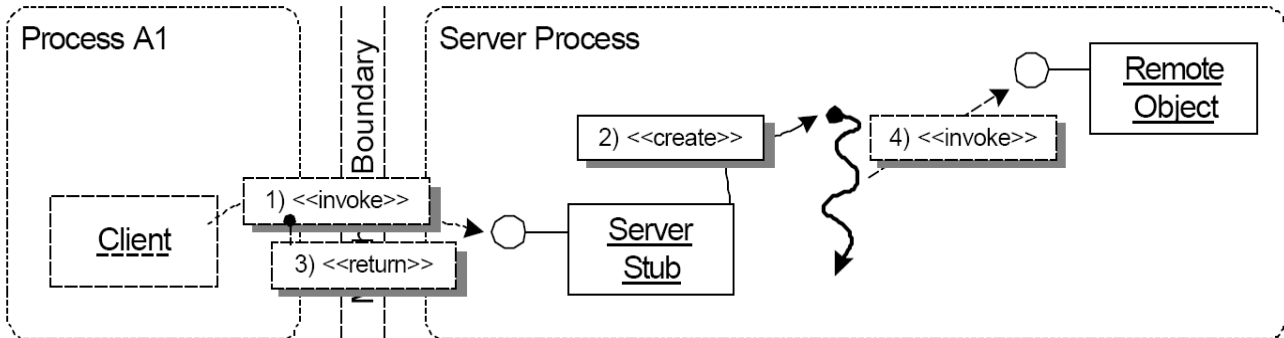 Process A1
Boundary
Server Process
Remote
Object
2) <<create>>
4) <<invoke>>
1) <<invoke>>
Client
Server
Stub
3) <<return>>